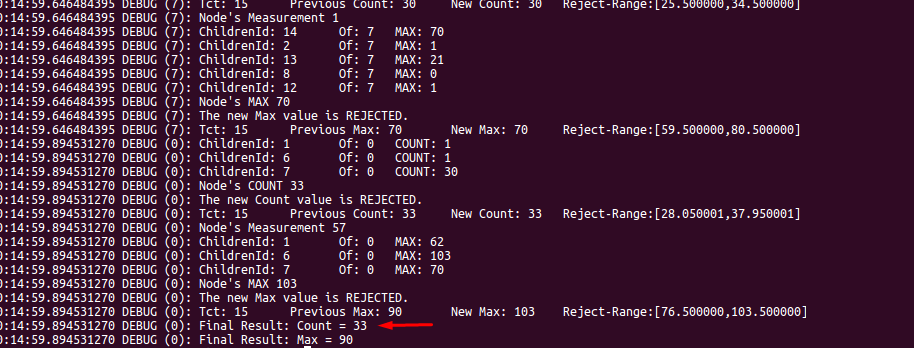 0:14:59.646484395 DEBUG (7): Tct: 15 Previous Count: 30 New Count: 30 Reject-Range:[25.500000,34.500000]
0:14:59.646484395 DEBUG (7): Node's Measurement 1
0:14:59.646484395 DEBUG (7): ChildrenId: 14 Of: 7 MAX: 70
0:14:59.646484395 DEBUG (7): ChildrenId: 2 Of: 7 MAX: 1
0:14:59.646484395 DEBUG (7): ChildrenId: 13 Of: 7 MAX: 21
0:14:59.646484395 DEBUG (7): ChildrenId: 8 Of: 7 MAX: 0
0:14:59.646484395 DEBUG (7): ChildrenId: 12 Of: 7 MAX: 1
0:14:59.646484395 DEBUG (7): Node's MAX 70
0:14:59.646484395 DEBUG (7): The new Max value is REJECTED.
0:14:59.646484395 DEBUG (7): Tct: 15 Previous Max: 70 New Max: 70 Reject-Range:[59.500000,80.500000]
0:14:59.894531270 DEBUG (0): ChildrenId: 1 Of: 0 COUNT: 1
0:14:59.894531270 DEBUG (0): ChildrenId: 6 Of: 0 COUNT: 1
0:14:59.894531270 DEBUG (0): ChildrenId: 7 Of: 0 COUNT: 30
0:14:59.894531270 DEBUG (0): Node's COUNT 33
0:14:59.894531270 DEBUG (0): The new Count value is REJECTED.
0:14:59.894531270 DEBUG (0): Tct: 15 Previous Count: 33 New Count: 33 Reject-Range:[28.050001,37.950001]
0:14:59.894531270 DEBUG (0): Node's Measurement 57
0:14:59.894531270 DEBUG (0): ChildrenId: 1 Of: 0 MAX: 62
0:14:59.894531270 DEBUG (0): ChildrenId: 6 Of: 0 MAX: 103
0:14:59.894531270 DEBUG (0): ChildrenId: 7 Of: 0 MAX: 70
0:14:59.894531270 DEBUG (0): Node's MAX 103
0:14:59.894531270 DEBUG (0): The new Max value is REJECTED.
0:14:59.894531270 DEBUG (0): Tct: 15 Previous Max: 90 New Max: 103 Reject-Range:[76.500000,103.500000]
0:14:59.894531270 DEBUG (0): Final Result: Count = 33
0:14:59.894531270 DEBUG (0): Final Result: Max = 90